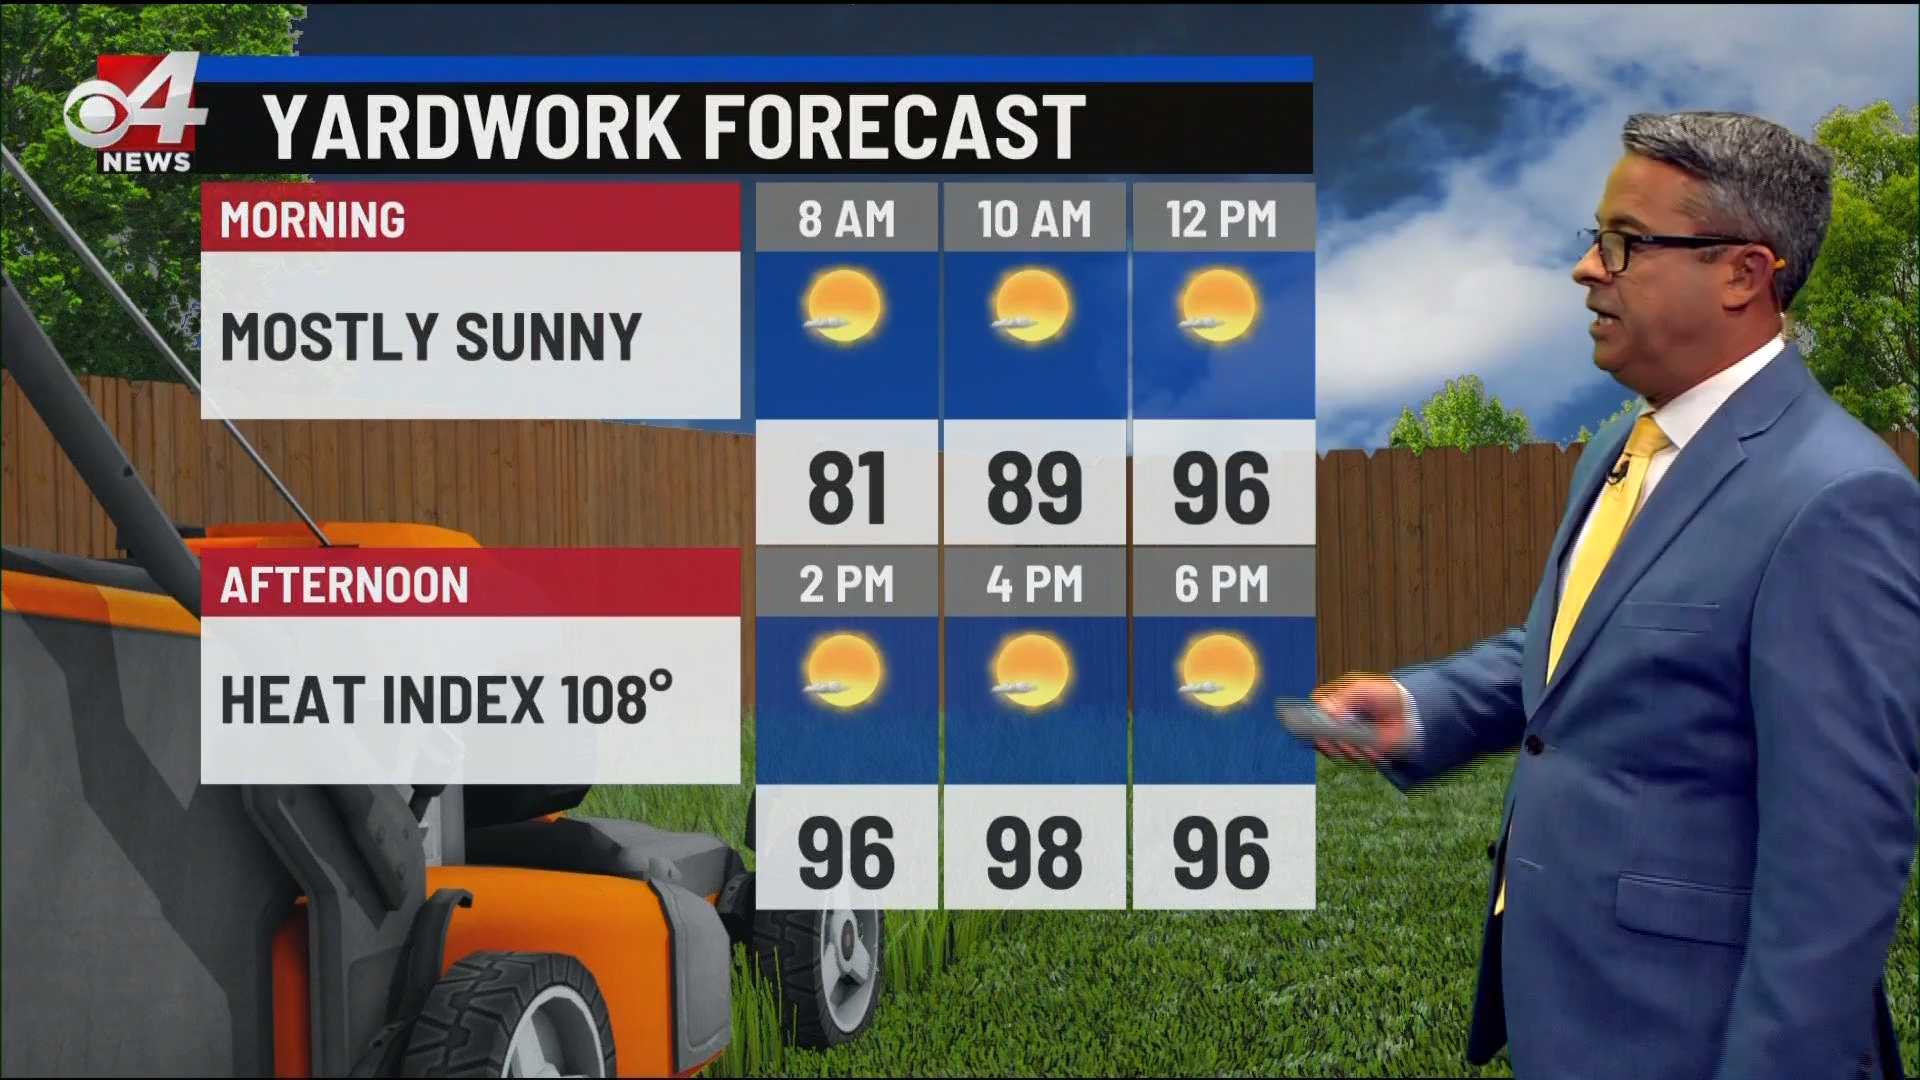 4
NEWS
YARDWORK FORECAST
MORNING
8 AM
10 AM
12 PM
MOSTLY SUNNY
81
89
96
AFTERNOON
2 PM
4 PM
6 PM
HEAT INDEX 108°
96
98
96